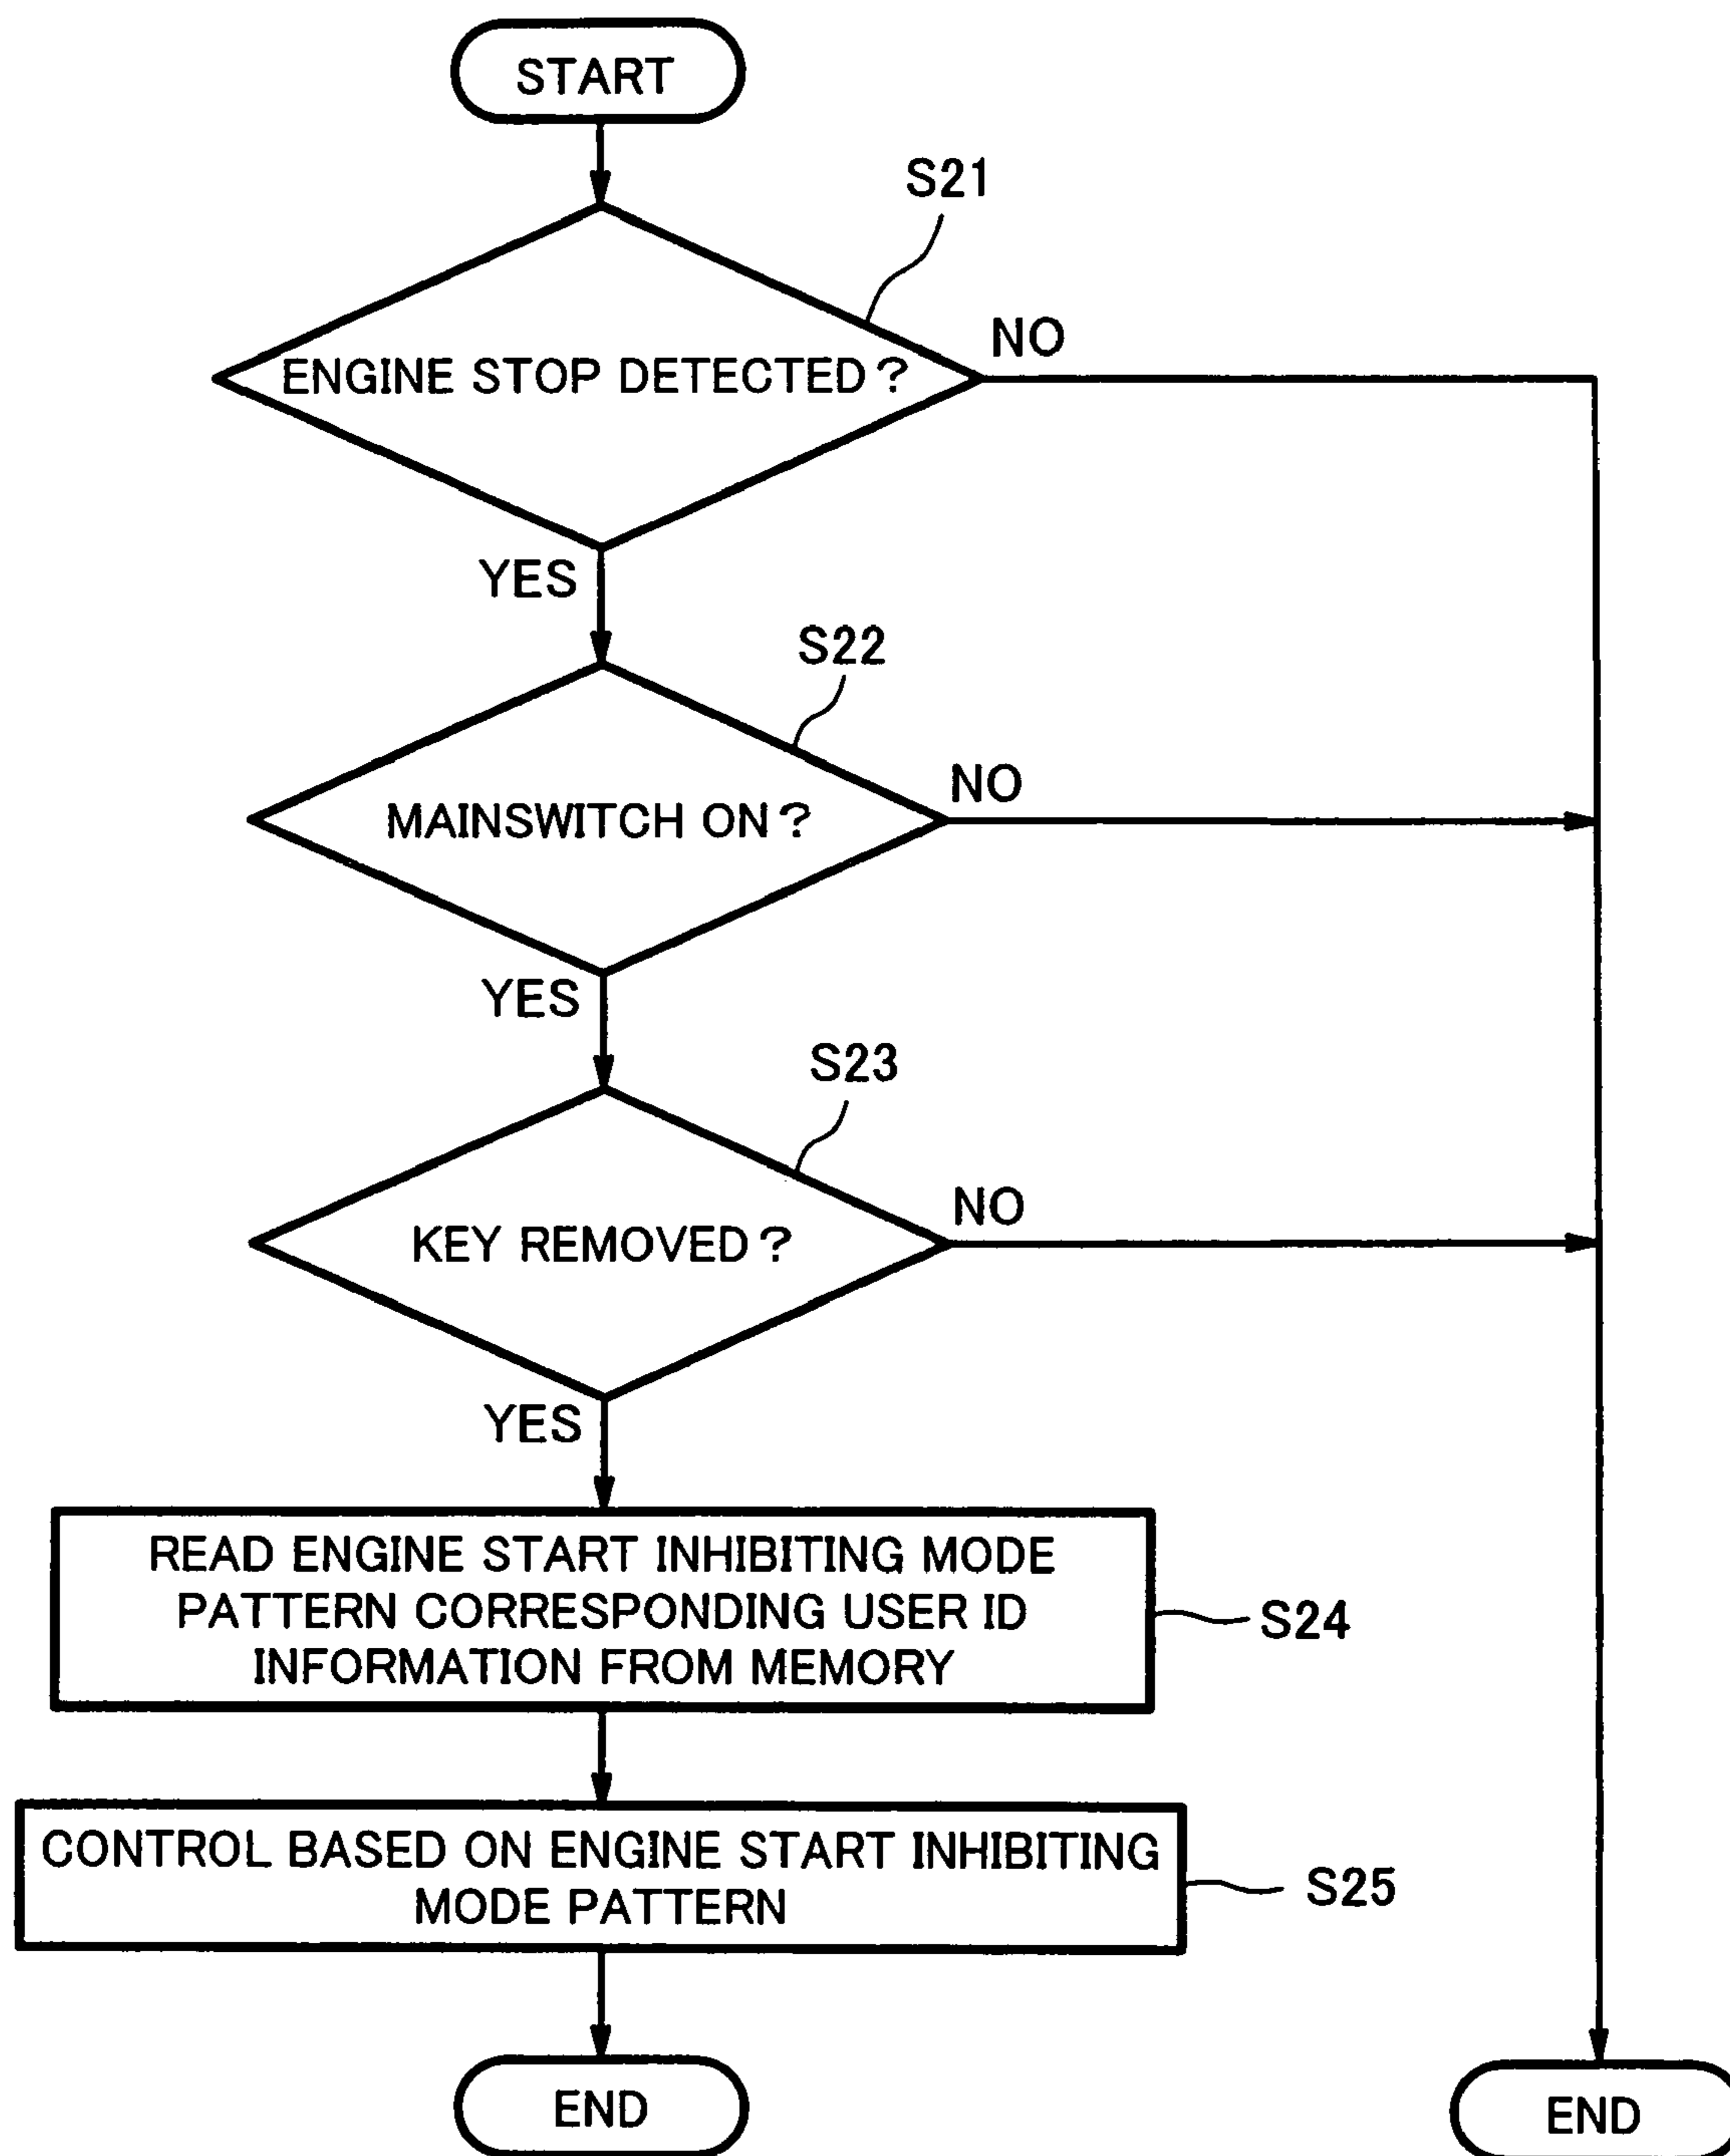 START
S21
ENGINE STOP DETECTED?
NO
YES
S22
MAINSWITCH ON?
NO
YES
S23
KEY REMOVED?
NO
YES
READ ENGINE START INHIBITING MODE
PATTERN CORRESPONDING USER ID
INFORMATION FROM MEMORY
S24
CONTROL BASED ON ENGINE START INHIBITING
MODE PATTERN
S25
END
END